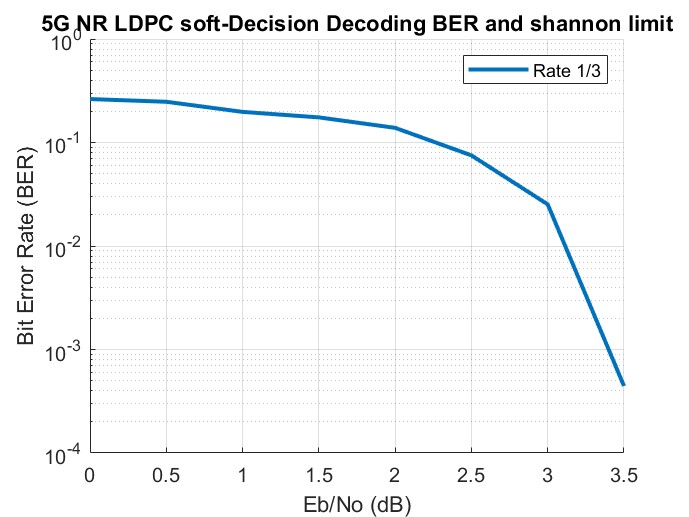 5G NR LDPC soft-Decision Decoding BER and shannon limit
Rate 1/3
Bit Error Rate (BER)
10^0
10^-1
10^-2
10^-3
10^-4
0 0.5 1 1.5 2 2.5 3 3.5
Eb/No (dB)